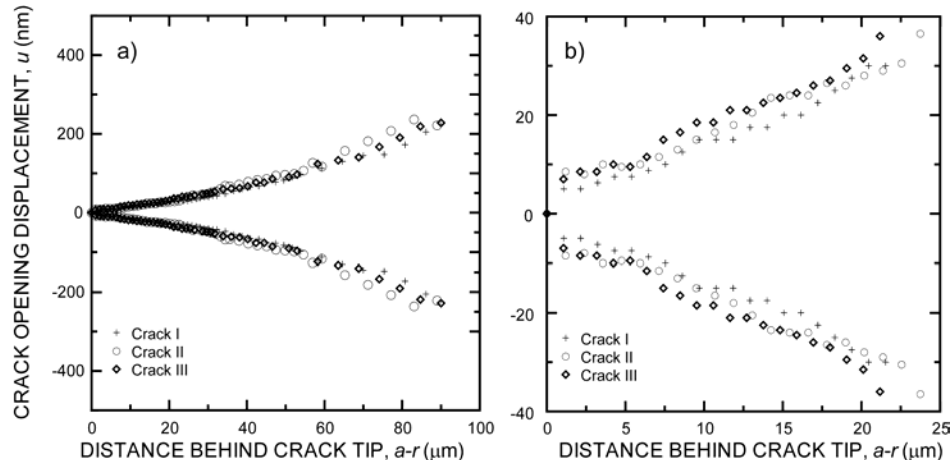 a)
b)
CRACK OPENING DISPLACEMENT, u (nm)
400
200
0
-200
-400
40
20
0
-20
-40
Crack I
Crack II
Crack III
Crack I
Crack II
Crack III
0 20 40 60 80 100
0 5 10 15 20 25
DISTANCE BEHIND CRACK TIP, a-r (μm)
DISTANCE BEHIND CRACK TIP, a-r (μm)